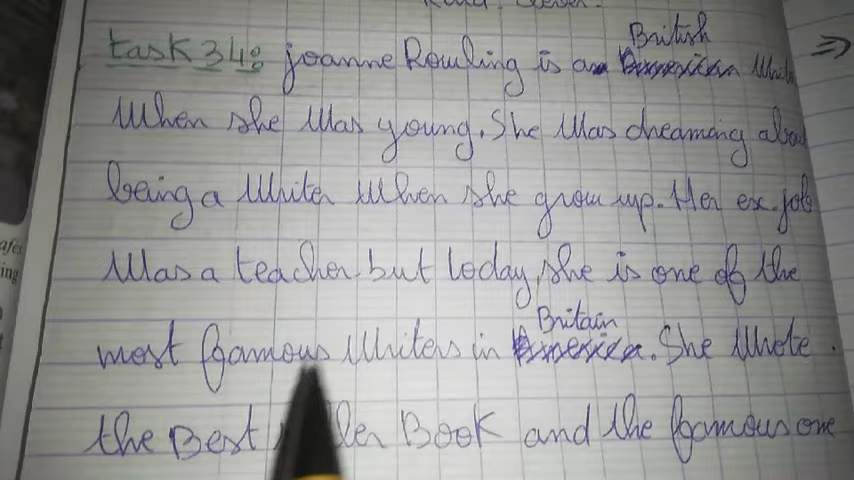 British
task 34: joanne Rowling is a
When she was young. She was dreaming
being a writer when she grow up. Her ex. job
was a teacher. but today, she is one of the
Britain
most famous writers in America. She wrote
the Best Book and the famous one